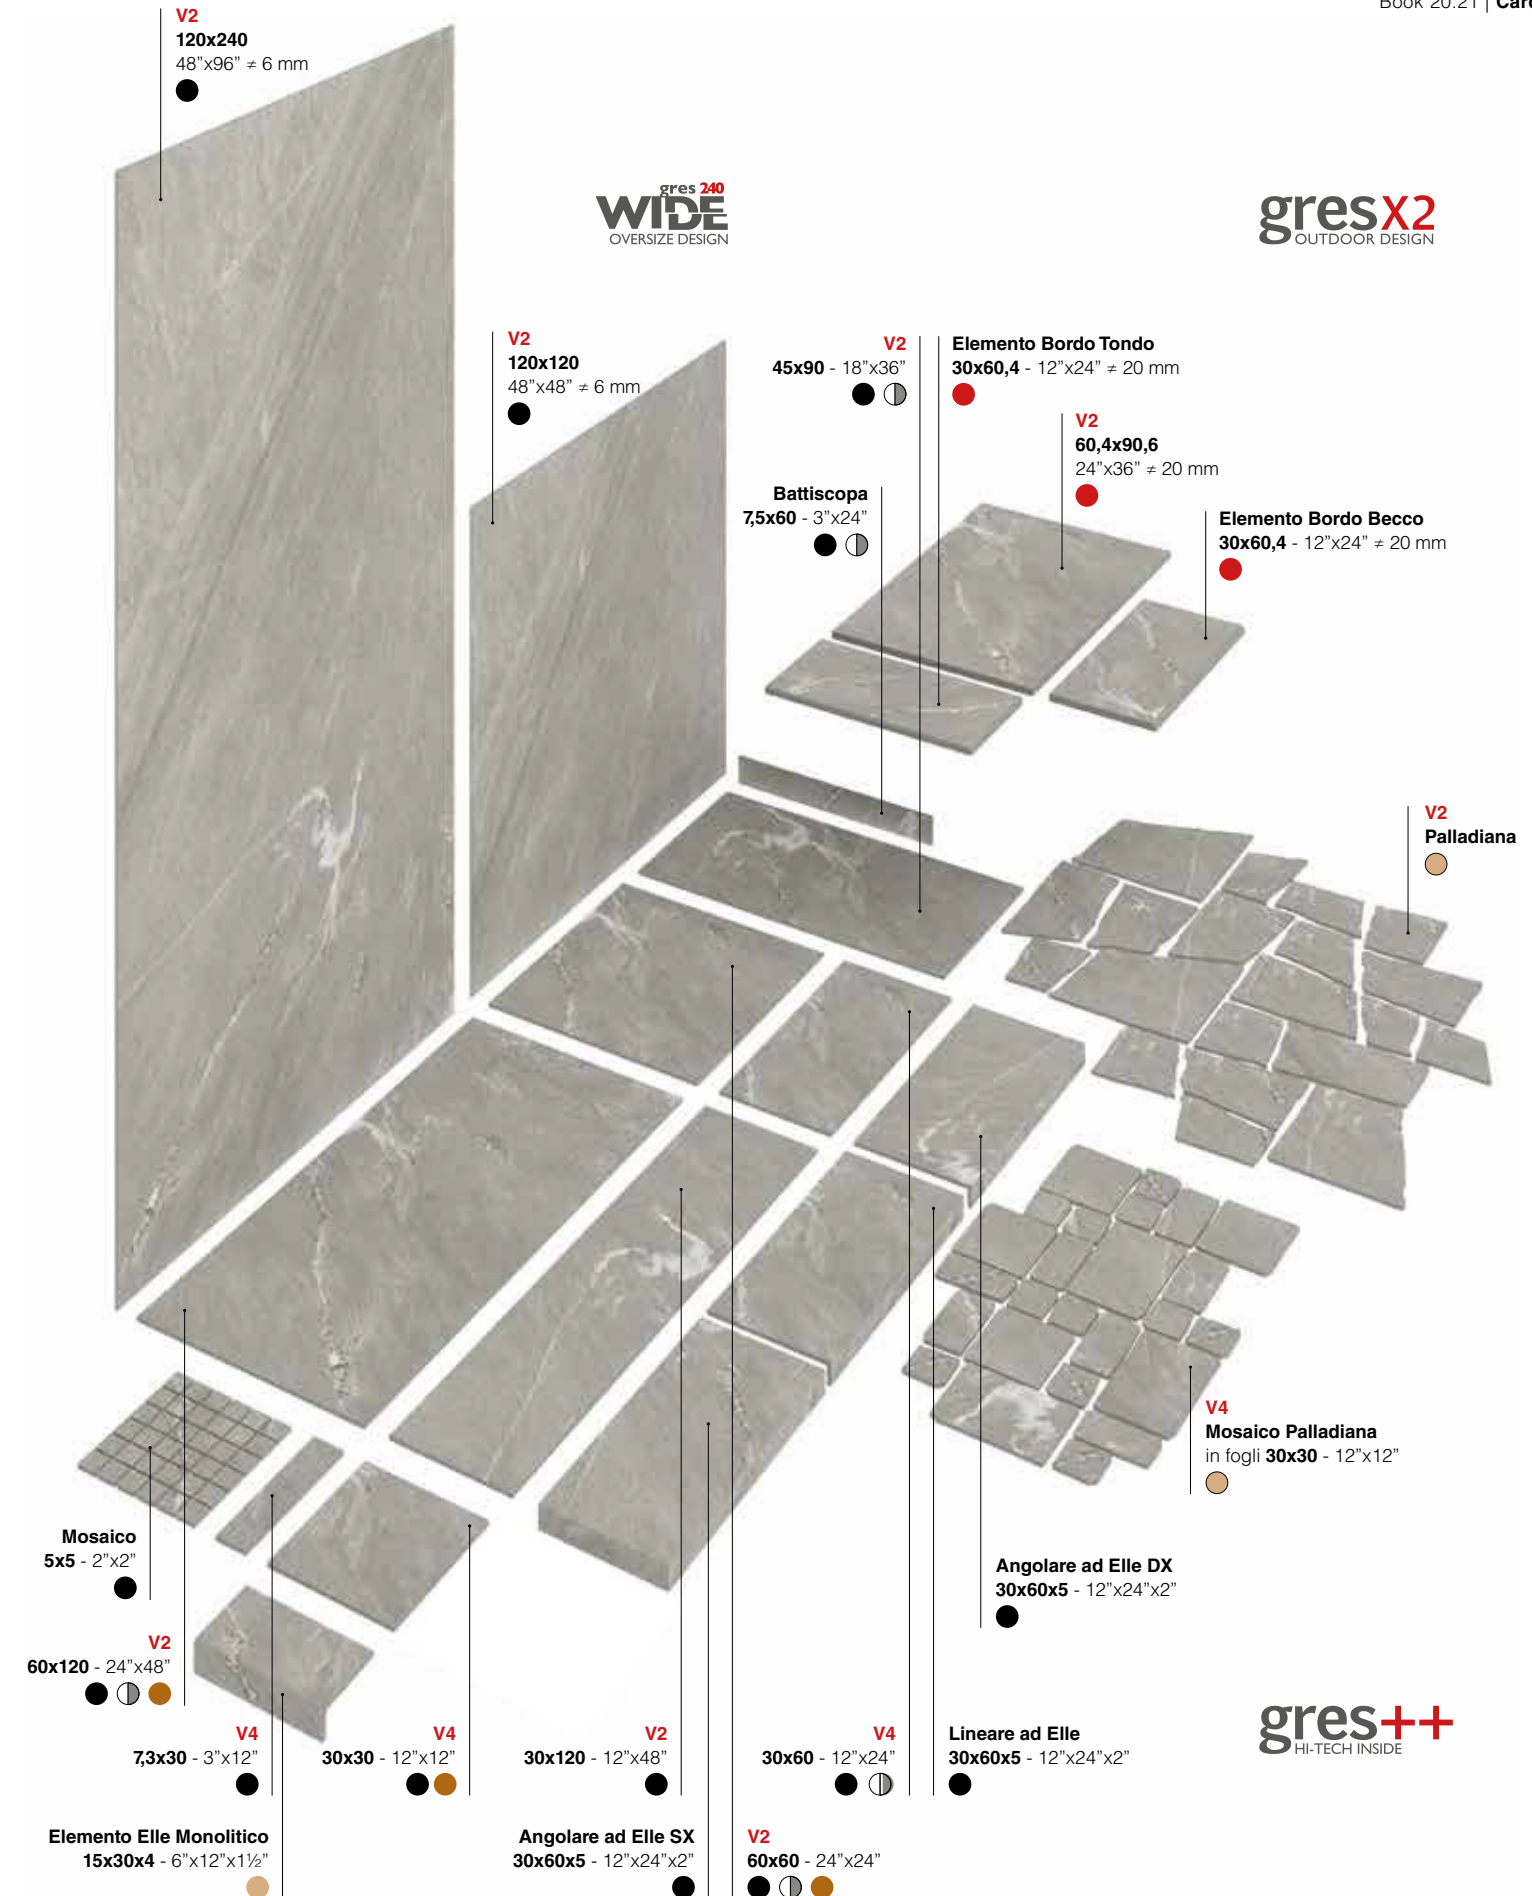 Book 20.21 |
V2
120x240
48”x96” ≠ 6 mm
gres 240
WIDE
OVERSIZE DESIGN
gresx2
OUTDOOR DESIGN
V2
120x120
48”x48” ≠ 6 mm
V2
45x90 - 18”x36”
Elemento Bordo Tondo
30x60,4 - 12”x24” ≠ 20 mm
V2
60,4x90,6
24”x36” ≠ 20 mm
Battiscopa
7,5x60 - 3”x24”
Elemento Bordo Becco
30x60,4 - 12”x24” ≠ 20 mm
V2
Palladiana
V4
Mosaico Palladiana
in fogli 30x30 - 12”x12”
Mosaico
5x5 - 2”x2”
Angolare ad Elle DX
30x60x5 - 12”x24”x2”
V2
60x120 - 24”x48”
V4
7,3x30 - 3”x12”
V4
30x30 - 12”x12”
V2
30x120 - 12”x48”
V4
30x60 - 12”x24”
Lineare ad Elle
30x60x5 - 12”x24”x2”
gres++
HI-TECH INSIDE
Elemento Elle Monolitico
15x30x4 - 6”x12”x1½”
Angolare ad Elle SX
30x60x5 - 12”x24”x2”
V2
60x60 - 24”x24”